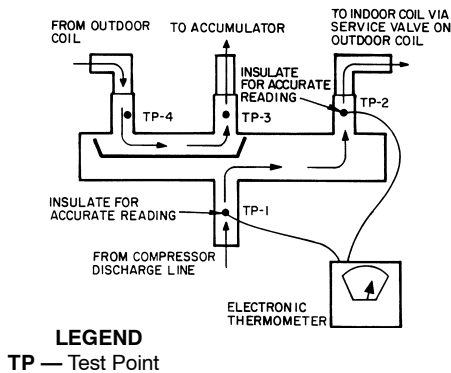 FROM OUTDOOR
COIL
TO ACCUMULATOR
TO INDOOR COIL VIA
SERVICE VALVE ON
OUTDOOR COIL
INSULATE
FOR ACCURATE
READING
TP-4
TP-3
TP-2
INSULATE FOR
ACCURATE READING
TP-1
FROM COMPRESSOR
DISCHARGE LINE
ELECTRONIC
THERMOMETER
LEGEND
TP — Test Point